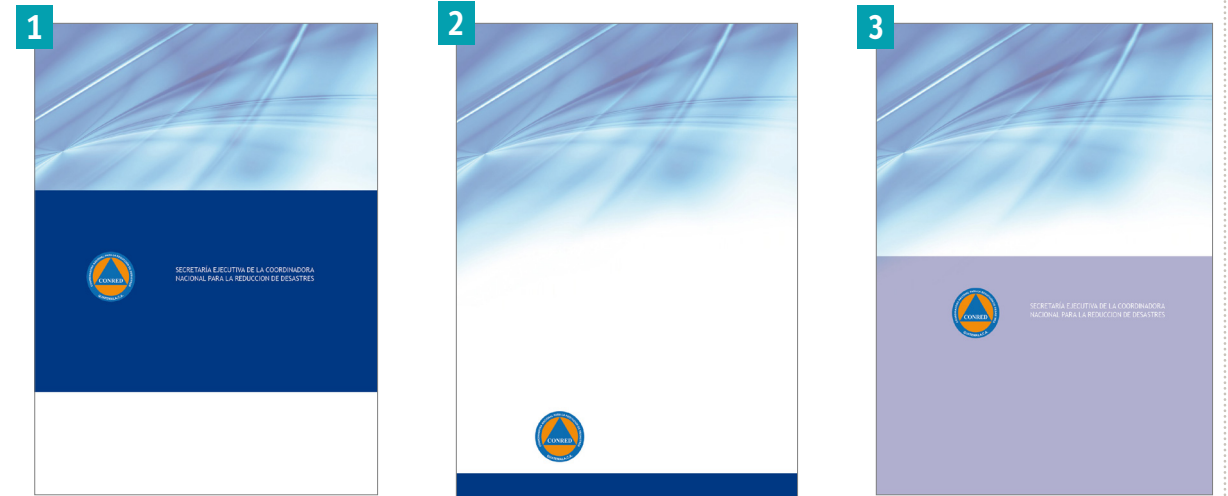 1
2
3
SECRETARÍA EJECUTIVA DE LA COORDINADORA
NACIONAL PARA LA REDUCCION DE DESASTRES
CONRED
SECRETARÍA EJECUTIVA DE LA COORDINADORA
NACIONAL PARA LA REDUCCION DE DESASTRES
CONRED
CONRED